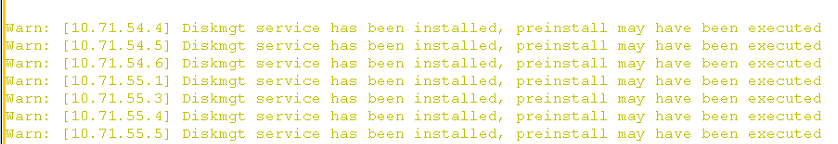 Warn: [10.71.54.4] Diskmgt service has been installed, preinstall may have been executed
Warn: [10.71.54.5] Diskmgt service has been installed, preinstall may have been executed
Warn: [10.71.54.6] Diskmgt service has been installed, preinstall may have been executed
Warn: [10.71.55.1] Diskmgt service has been installed, preinstall may have been executed
Warn: [10.71.55.3] Diskmgt service has been installed, preinstall may have been executed
Warn: [10.71.55.4] Diskmgt service has been installed, preinstall may have been executed
Warn: [10.71.55.5] Diskmgt service has been installed, preinstall may have been executed